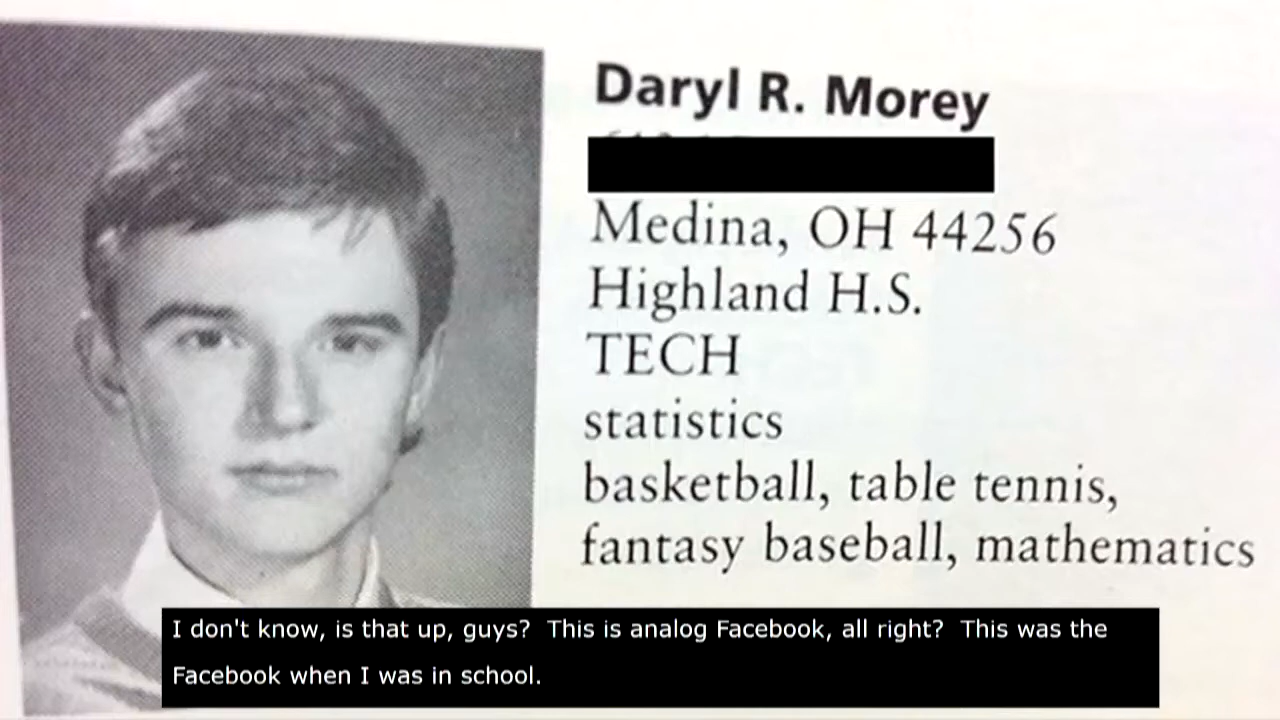 Daryl R. Morey
Medina, OH 44256
Highland H.S.
TECH
statistics
basketball, table tennis,
fantasy baseball, mathematics
I don't know, is that up, guys?  This is analog Facebook, all right?  This was the
Facebook when I was in school.